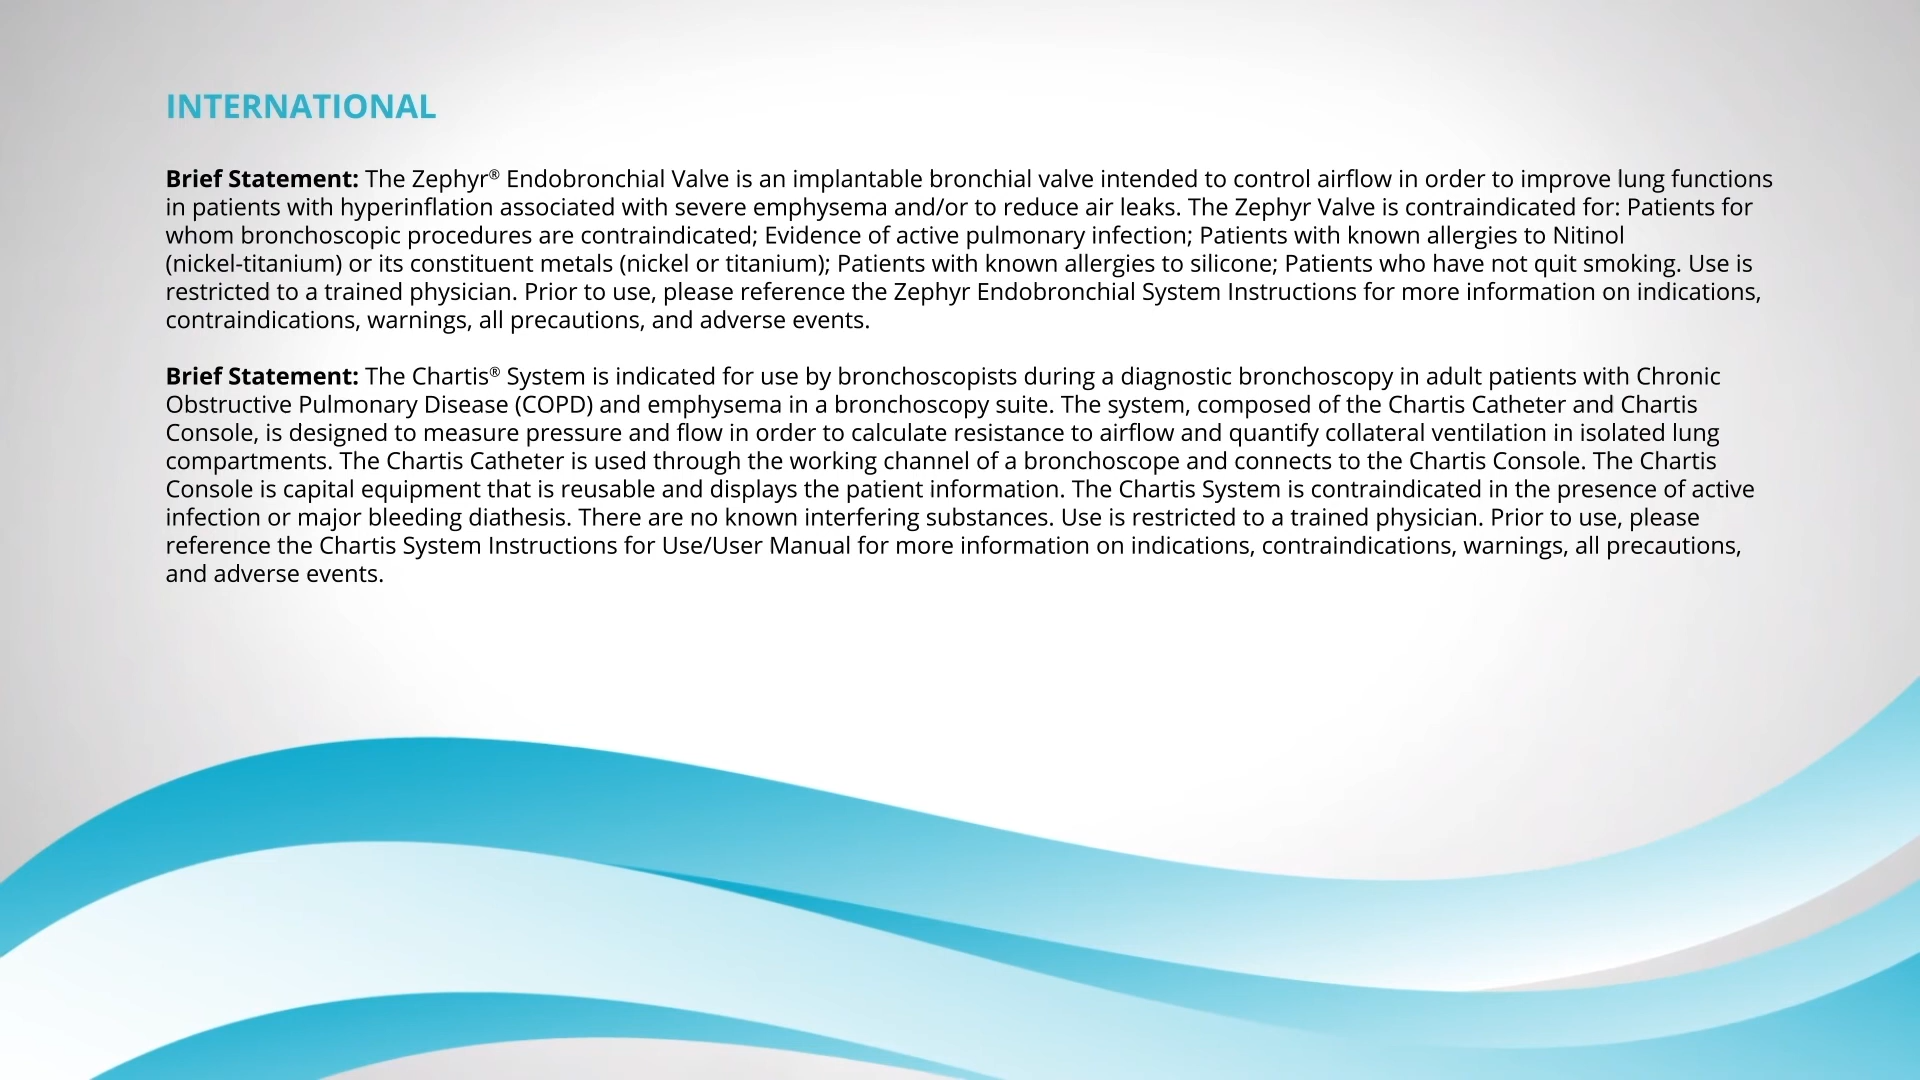 INTERNATIONAL
Brief Statement: The Zephyr® Endobronchial Valve is an implantable bronchial valve intended to control airflow in order to improve lung functions
in patients with hyperinflation associated with severe emphysema and/or to reduce air leaks. The Zephyr Valve is contraindicated for: Patients for
whom bronchoscopic procedures are contraindicated; Evidence of active pulmonary infection; Patients with known allergies to Nitinol
(nickel-titanium) or its constituent metals (nickel or titanium); Patients with known allergies to silicone; Patients who have not quit smoking. Use is
restricted to a trained physician. Prior to use, please reference the Zephyr Endobronchial System Instructions for more information on indications,
contraindications, warnings, all precautions, and adverse events.
Brief Statement: The Chartis® System is indicated for use by bronchoscopists during a diagnostic bronchoscopy in adult patients with Chronic
Obstructive Pulmonary Disease (COPD) and emphysema in a bronchoscopy suite. The system, composed of the Chartis Catheter and Chartis
Console, is designed to measure pressure and flow in order to calculate resistance to airflow and quantify collateral ventilation in isolated lung
compartments. The Chartis Catheter is used through the working channel of a bronchoscope and connects to the Chartis Console. The Chartis
Console is capital equipment that is reusable and displays the patient information. The Chartis System is contraindicated in the presence of active
infection or major bleeding diathesis. There are no known interfering substances. Use is restricted to a trained physician. Prior to use, please
reference the Chartis System Instructions for Use/User Manual for more information on indications, contraindications, warnings, all precautions,
and adverse events.